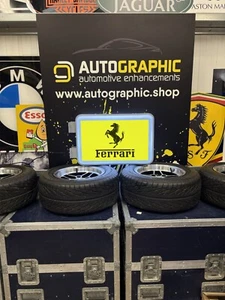 JAGUAR
AUTOGRAPHIC
automotive enhancements
www.autographic.shop
Esso
Ferrari
S F